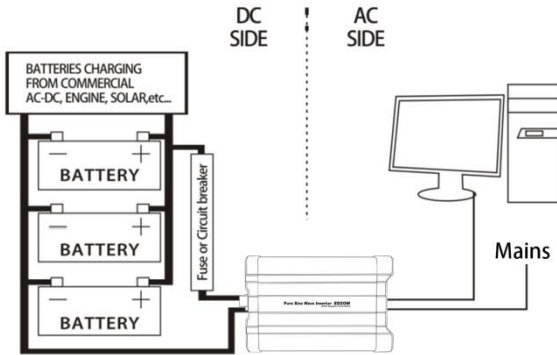 DC
SIDE
AC
SIDE
BATTERIES CHARGING
FROM COMMERCIAL
AC-DC, ENGINE, SOLAR,etc...
− +
BATTERY
− +
BATTERY
− +
BATTERY
Fuse or Circuit breaker
Pure Sine Wave Inverter
Mains